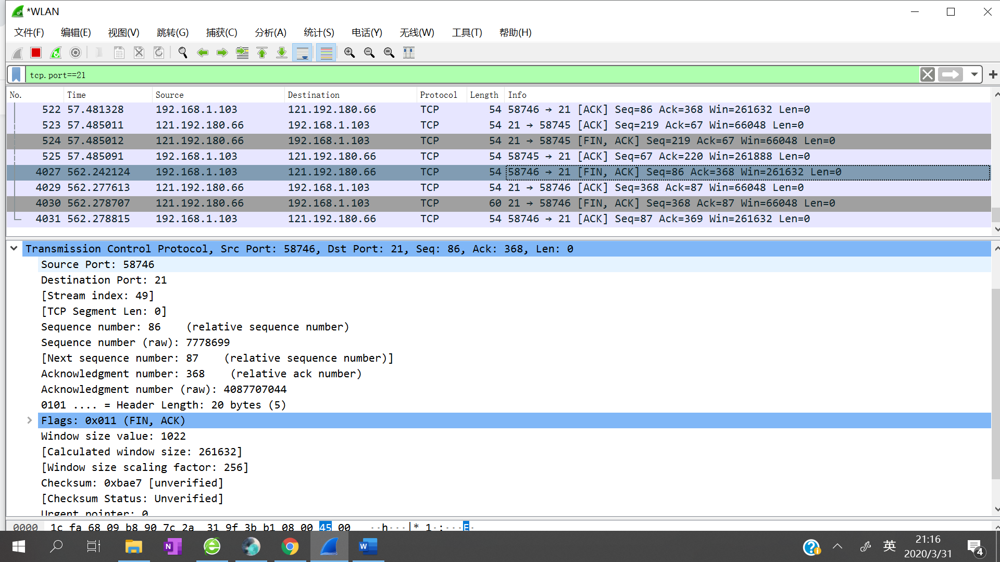 *WLAN
文件(F) 编辑(E) 视图(V) 跳转(G) 捕获(C) 分析(A) 统计(S) 电话(Y) 无线(W) 工具(T) 帮助(H)
tcp.port==21
No. Time Source Destination Protocol Length Info
522 57.481328 192.168.1.103 121.192.180.66 TCP 54 58746 → 21 [ACK] Seq=86 Ack=368 Win=261632 Len=0
523 57.485011 121.192.180.66 192.168.1.103 TCP 54 21 → 58745 [ACK] Seq=219 Ack=67 Win=66048 Len=0
524 57.485012 121.192.180.66 192.168.1.103 TCP 54 21 → 58745 [FIN, ACK] Seq=219 Ack=67 Win=66048 Len=0
525 57.485091 192.168.1.103 121.192.180.66 TCP 54 58745 → 21 [ACK] Seq=67 Ack=220 Win=261888 Len=0
4027 562.242124 192.168.1.103 121.192.180.66 TCP 54 58746 → 21 [FIN, ACK] Seq=86 Ack=368 Win=261632 Len=0
4029 562.277613 121.192.180.66 192.168.1.103 TCP 54 21 → 58746 [ACK] Seq=368 Ack=87 Win=66048 Len=0
4030 562.278707 121.192.180.66 192.168.1.103 TCP 60 21 → 58746 [FIN, ACK] Seq=368 Ack=87 Win=66048 Len=0
4031 562.278815 192.168.1.103 121.192.180.66 TCP 54 58746 → 21 [ACK] Seq=87 Ack=369 Win=261632 Len=0
Transmission Control Protocol, Src Port: 58746, Dst Port: 21, Seq: 86, Ack: 368, Len: 0
Source Port: 58746
Destination Port: 21
[Stream index: 49]
[TCP Segment Len: 0]
Sequence number: 86 (relative sequence number)
Sequence number (raw): 7778699
[Next sequence number: 87 (relative sequence number)]
Acknowledgment number: 368 (relative ack number)
Acknowledgment number (raw): 4087707044
0101 .... = Header Length: 20 bytes (5)
Flags: 0x011 (FIN, ACK)
Window size value: 1022
[Calculated window size: 261632]
[Window size scaling factor: 256]
Checksum: 0xbae7 [unverified]
[Checksum Status: Unverified]
Urgent pointer: 0
0000 1c fa 68 09 b8 90 7c 2a 31 9f 3b b1 08 00 45 00 ··h···|* 1·;···E·
英 21:16
2020/3/31
4